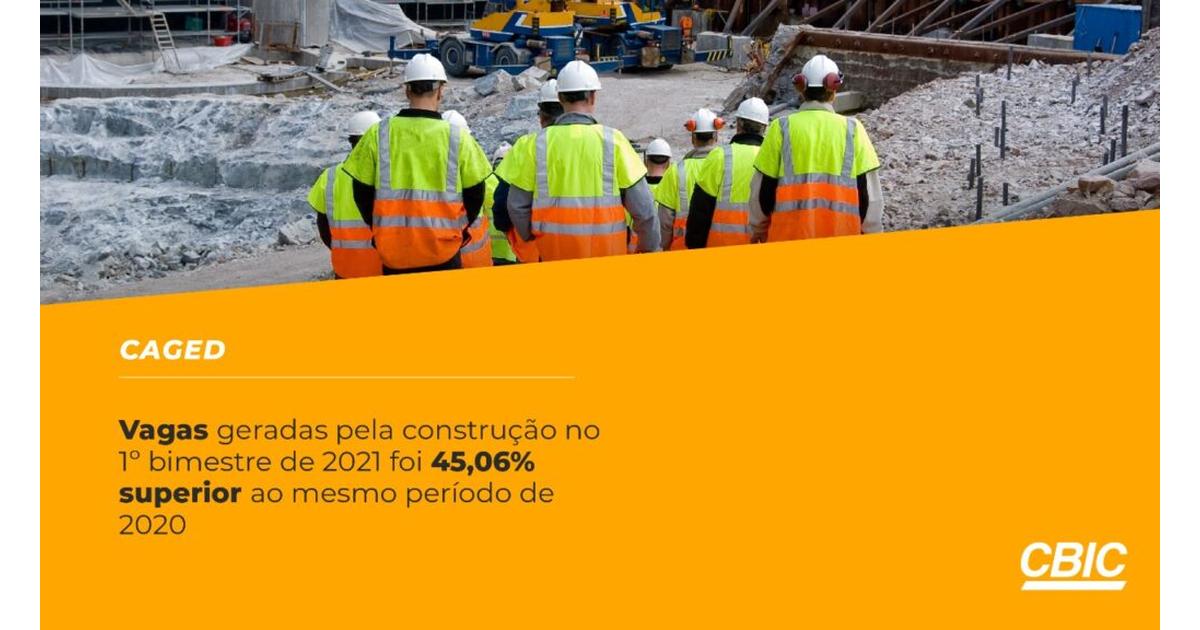 CAGED
Vagas geradas pela construção no
1º bimestre de 2021 foi 45,06%
superior ao mesmo período de
2020
CBIC